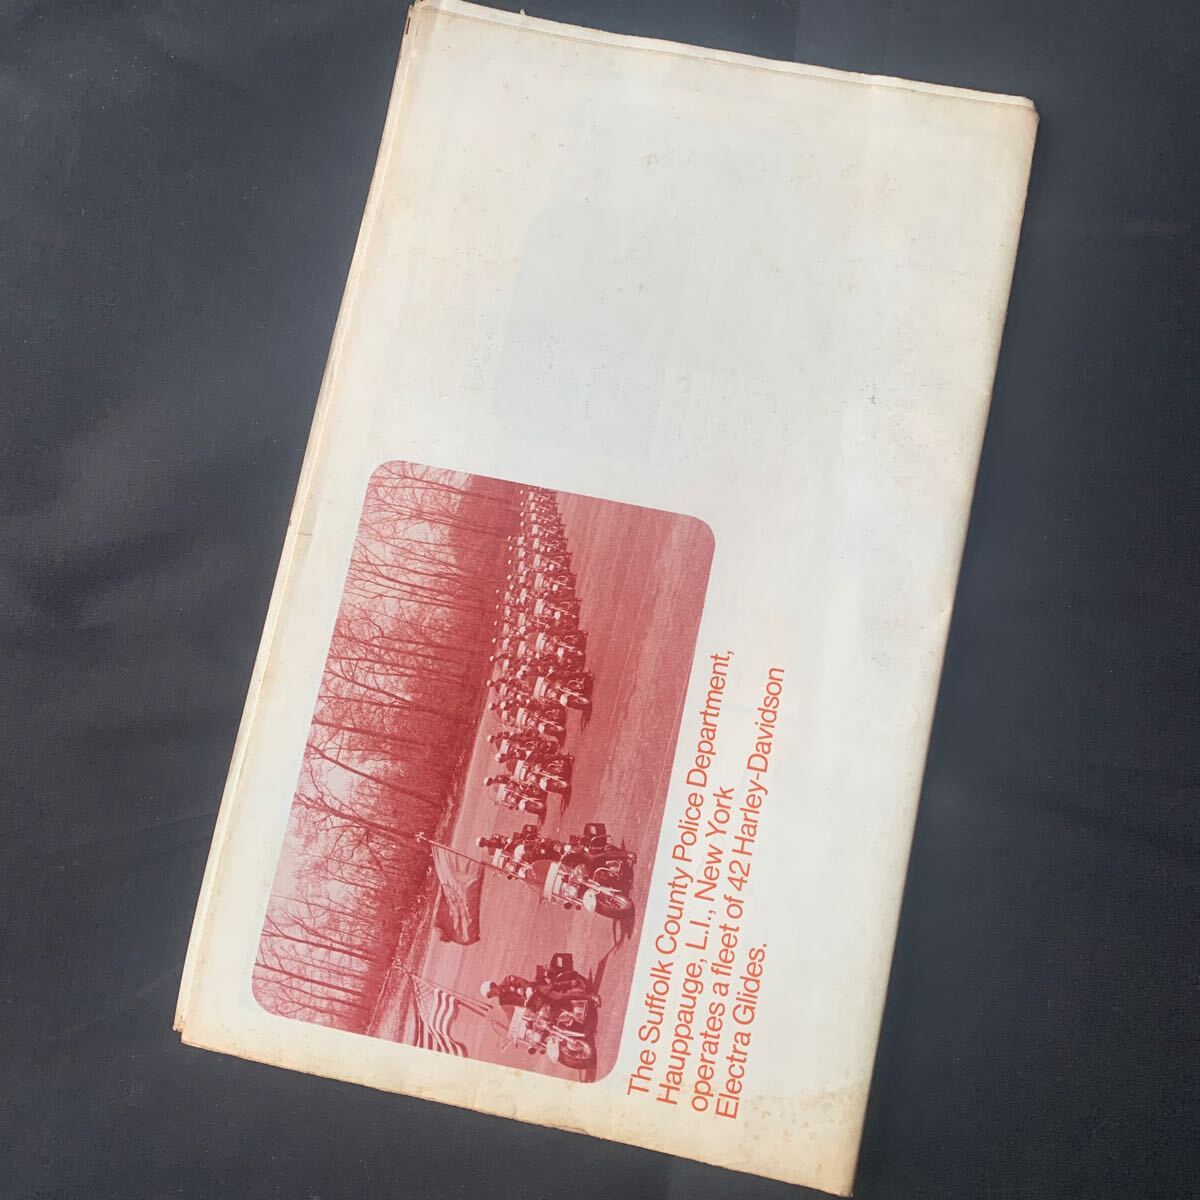 The Suffolk County Police Department,
Hauppauge, L.I., New York
operates a fleet of 42 Harley-Davidson
Electra Glides.